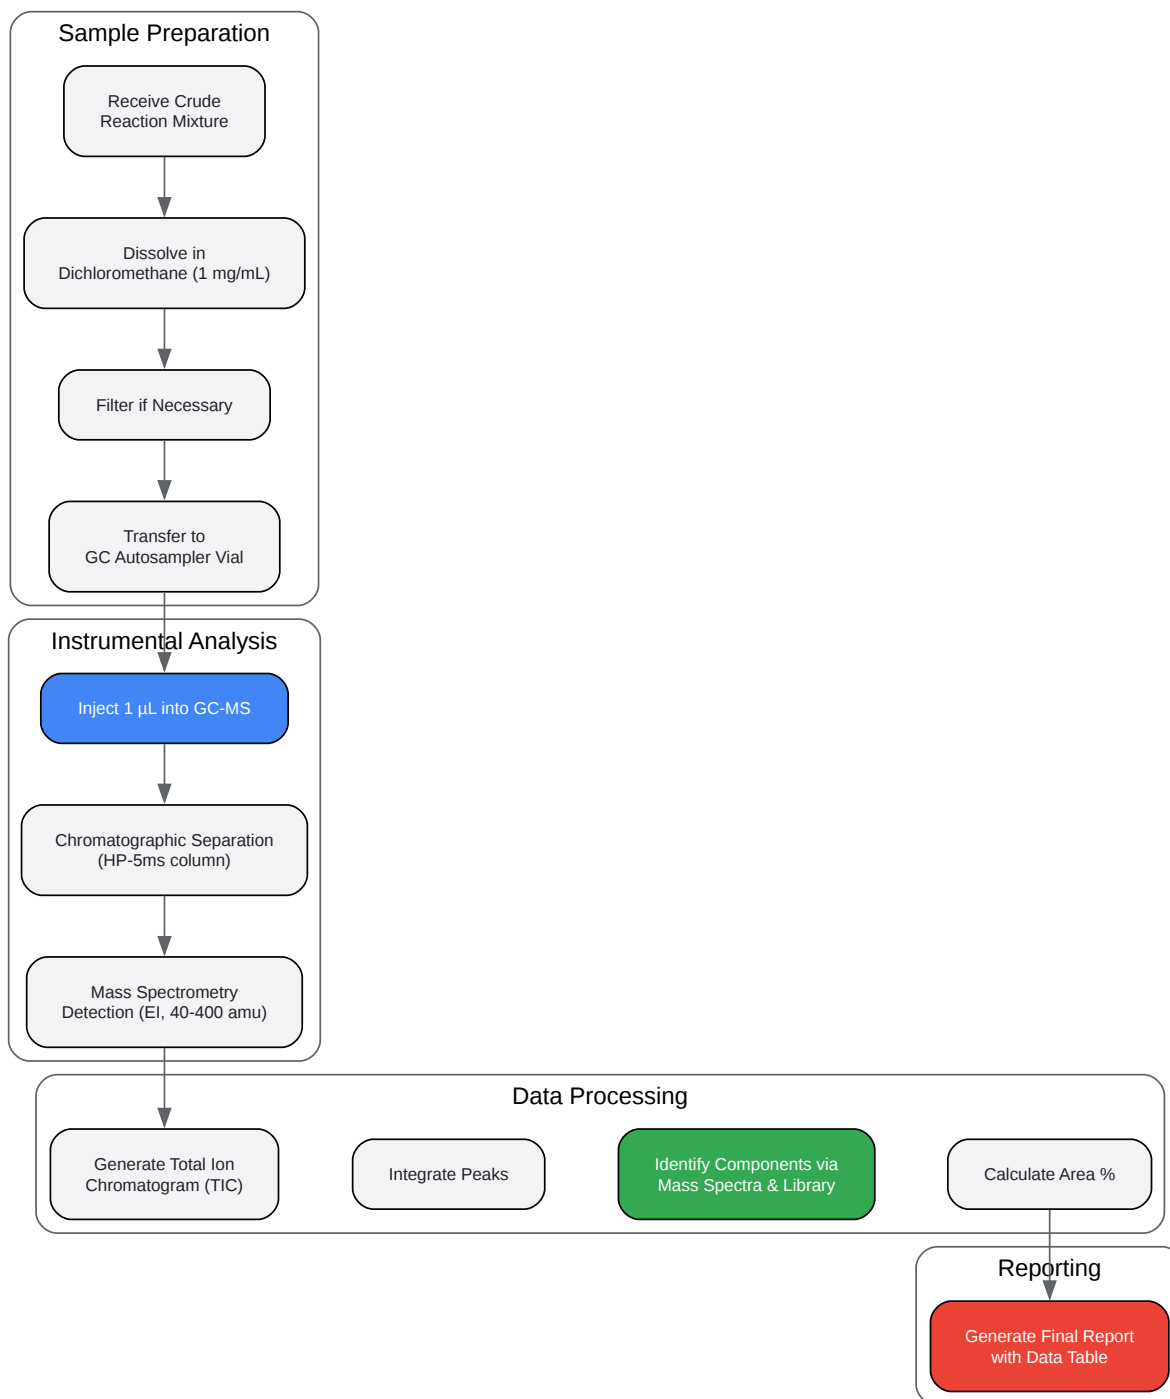 Sample Preparation
Receive Crude
Reaction Mixture
Dissolve in
Dichloromethane (1 mg/mL)
Filter if Necessary
Transfer to
GC Autosampler Vial
Instrumental Analysis
Inject 1 µL into GC-MS
Chromatographic Separation
(HP-5ms column)
Mass Spectrometry
Detection (EI, 40-400 amu)
Data Processing
Generate Total Ion
Chromatogram (TIC)
Integrate Peaks
Identify Components via
Mass Spectra & Library
Calculate Area %
Reporting
Generate Final Report
with Data Table